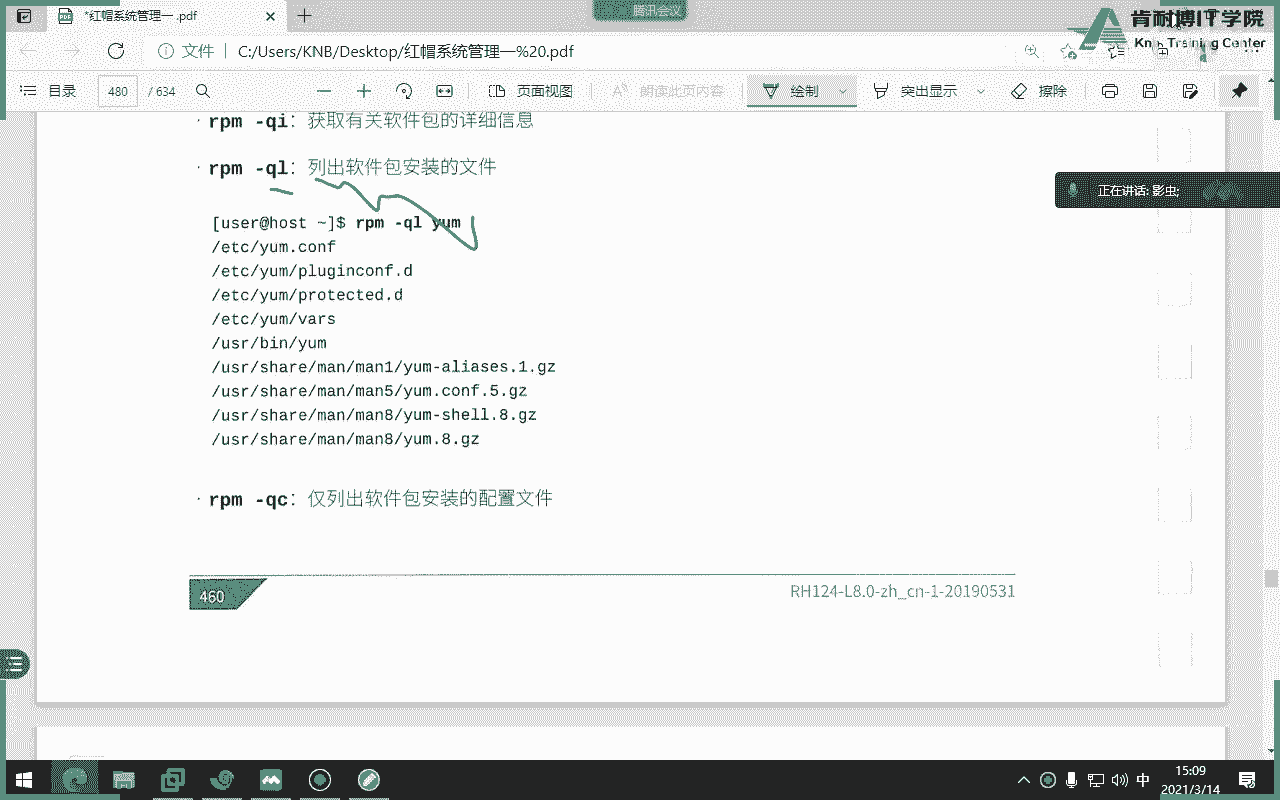 *红帽系统管理一 .pdf
腾讯会议
肯耐博IT学院
Knb Training Center
文件
C:/Users/KNB/Desktop/红帽系统管理一%20.pdf
目录 480 / 634 页面视图 朗读此页内容 绘制 突出显示 擦除
· rpm -qi：获取有关软件包的详细信息
· rpm -ql：列出软件包安装的文件
正在讲话: 影虫;
[user@host ~]$ rpm -ql yum
/etc/yum.conf
/etc/yum/pluginconf.d
/etc/yum/protected.d
/etc/yum/vars
/usr/bin/yum
/usr/share/man/man1/yum-aliases.1.gz
/usr/share/man/man5/yum.conf.5.gz
/usr/share/man/man8/yum-shell.8.gz
/usr/share/man/man8/yum.8.gz
· rpm -qc：仅列出软件包安装的配置文件
460
RH124-L8.0-zh_cn-1-20190531
中
15:09
2021/3/14